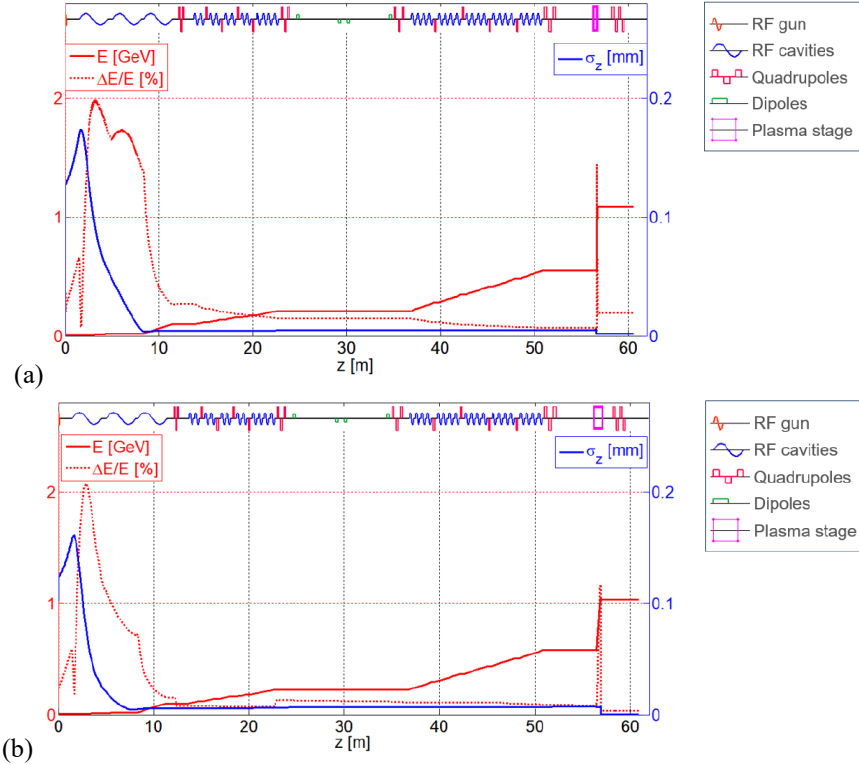 E [GeV]
ΔE/E [%]
σz [mm]
RF gun
RF cavities
Quadrupoles
Dipoles
Plasma stage
2
1
0
0.2
0.1
0
0 10 20 30 40 50 60
z [m]
(a)
E [GeV]
ΔE/E [%]
σz [mm]
RF gun
RF cavities
Quadrupoles
Dipoles
Plasma stage
2
1
0
0.2
0.1
0
0 10 20 30 40 50 60
z [m]
(b)